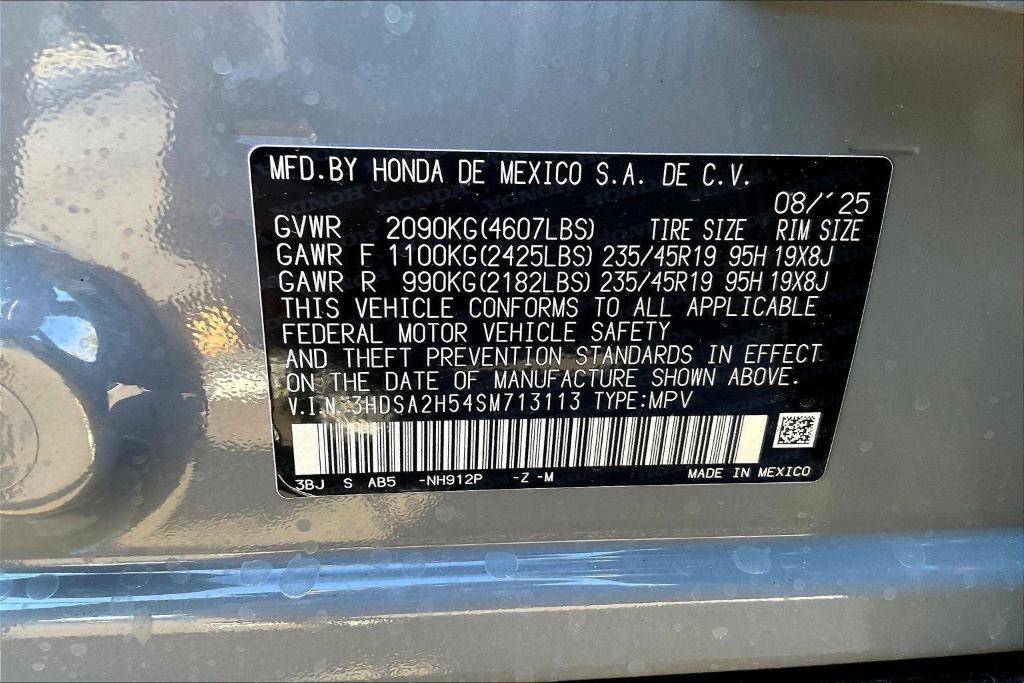 MFD.BY HONDA DE MEXICO S.A. DE C.V.
08/'25
GVWR 2090KG(4607LBS) TIRE SIZE RIM SIZE
GAWR F 1100KG(2425LBS) 235/45R19 95H 19X8J
GAWR R 990KG(2182LBS) 235/45R19 95H 19X8J
THIS VEHICLE CONFORMS TO ALL APPLICABLE
FEDERAL MOTOR VEHICLE SAFETY
AND THEFT PREVENTION STANDARDS IN EFFECT
ON THE DATE OF MANUFACTURE SHOWN ABOVE.
V.I.N.:3HDSA2H54SM713113 TYPE:MPV
3BJ S AB5 -NH912P -Z -M MADE IN MEXICO